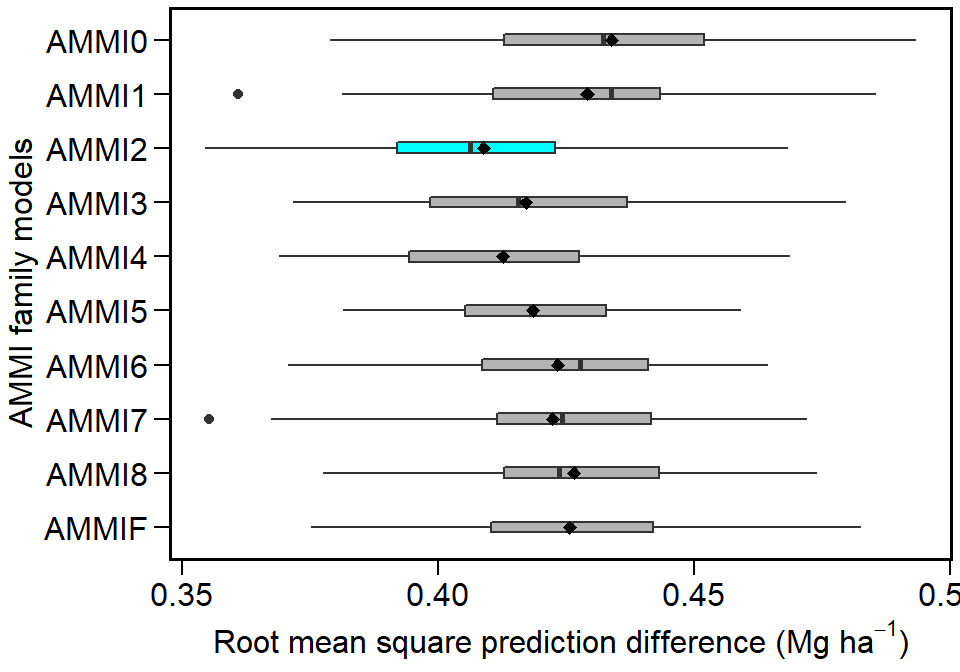 AMMI family models
AMMI0
AMMI1
AMMI2
AMMI3
AMMI4
AMMI5
AMMI6
AMMI7
AMMI8
AMMIF
0.35 0.40 0.45 0.5
Root mean square prediction difference (Mg ha⁻¹)